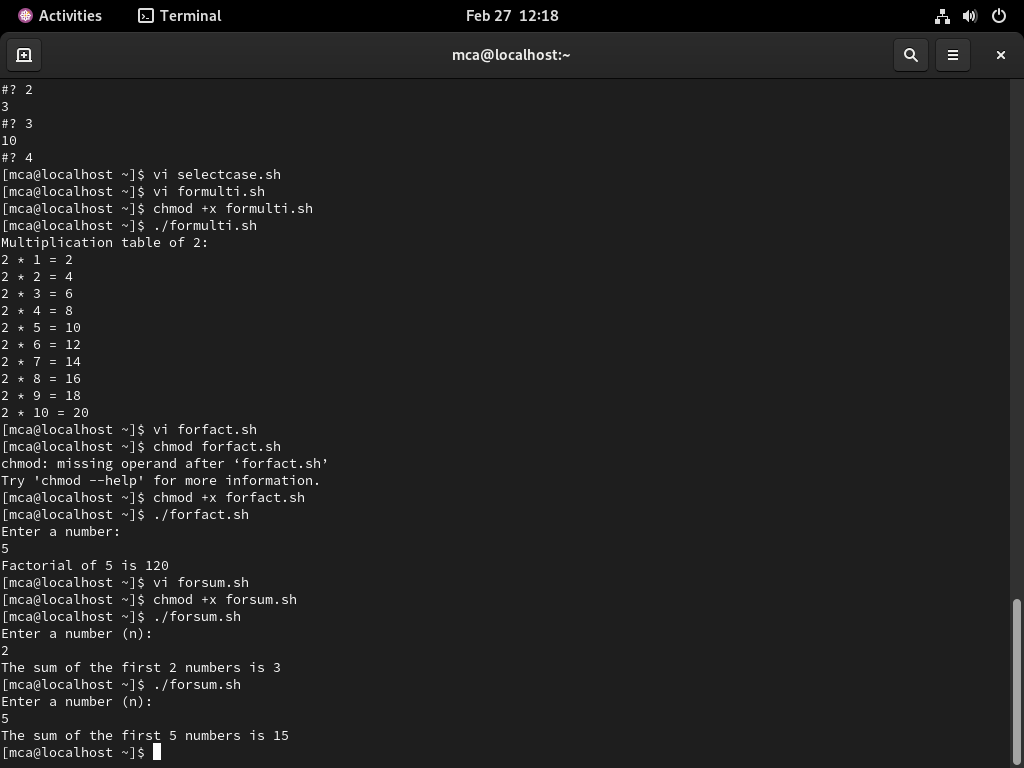 Activities Terminal Feb 27 12:18
mca@localhost:~
#? 2
3
#? 3
10
#? 4
[mca@localhost ~]$ vi selectcase.sh
[mca@localhost ~]$ vi formulti.sh
[mca@localhost ~]$ chmod +x formulti.sh
[mca@localhost ~]$ ./formulti.sh
Multiplication table of 2:
2 * 1 = 2
2 * 2 = 4
2 * 3 = 6
2 * 4 = 8
2 * 5 = 10
2 * 6 = 12
2 * 7 = 14
2 * 8 = 16
2 * 9 = 18
2 * 10 = 20
[mca@localhost ~]$ vi forfact.sh
[mca@localhost ~]$ chmod forfact.sh
chmod: missing operand after ‘forfact.sh’
Try 'chmod --help' for more information.
[mca@localhost ~]$ chmod +x forfact.sh
[mca@localhost ~]$ ./forfact.sh
Enter a number:
5
Factorial of 5 is 120
[mca@localhost ~]$ vi forsum.sh
[mca@localhost ~]$ chmod +x forsum.sh
[mca@localhost ~]$ ./forsum.sh
Enter a number (n):
2
The sum of the first 2 numbers is 3
[mca@localhost ~]$ ./forsum.sh
Enter a number (n):
5
The sum of the first 5 numbers is 15
[mca@localhost ~]$